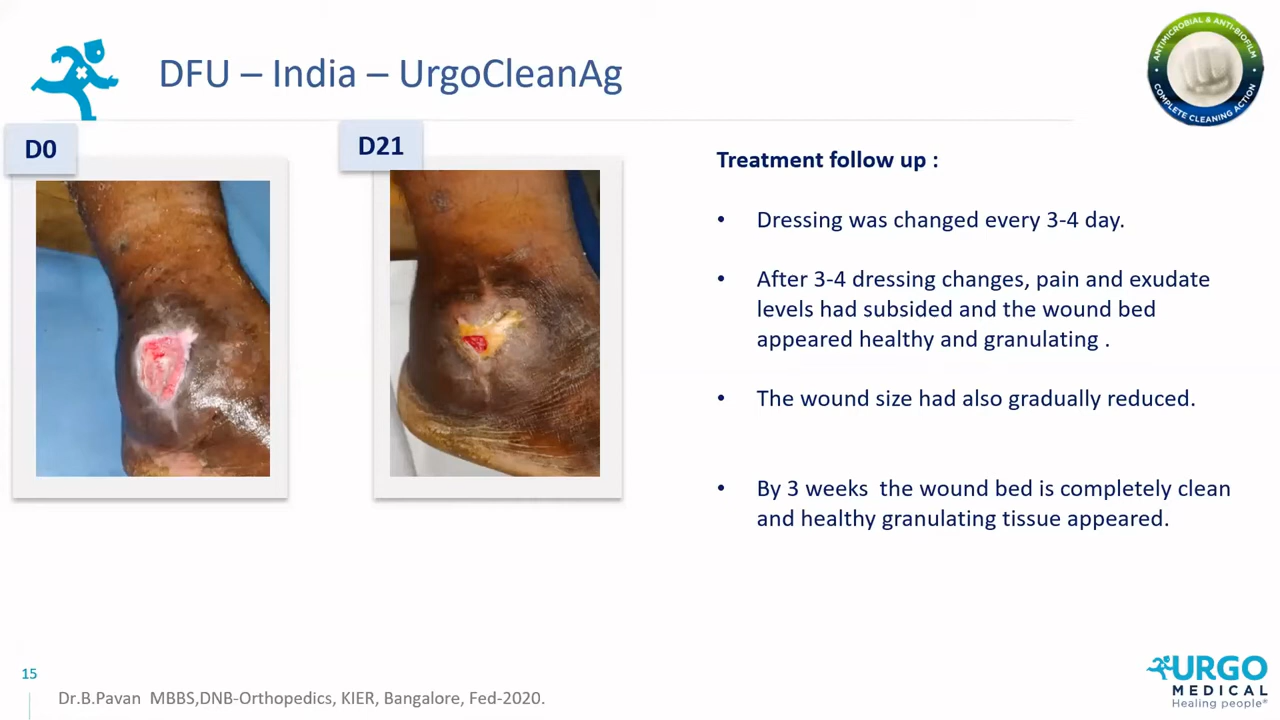 DFU – India – UrgoCleanAg
ANTIMICROBIAL & ANTI-BIOFILM
COMPLETE CLEANING ACTION
D0
D21
Treatment follow up :
• Dressing was changed every 3-4 day.
• After 3-4 dressing changes, pain and exudate
levels had subsided and the wound bed
appeared healthy and granulating .
• The wound size had also gradually reduced.
• By 3 weeks  the wound bed is completely clean
and healthy granulating tissue appeared.
15
Dr.B.Pavan  MBBS,DNB-Orthopedics, KIER, Bangalore, Fed-2020.
URGO
MEDICAL
Healing people®